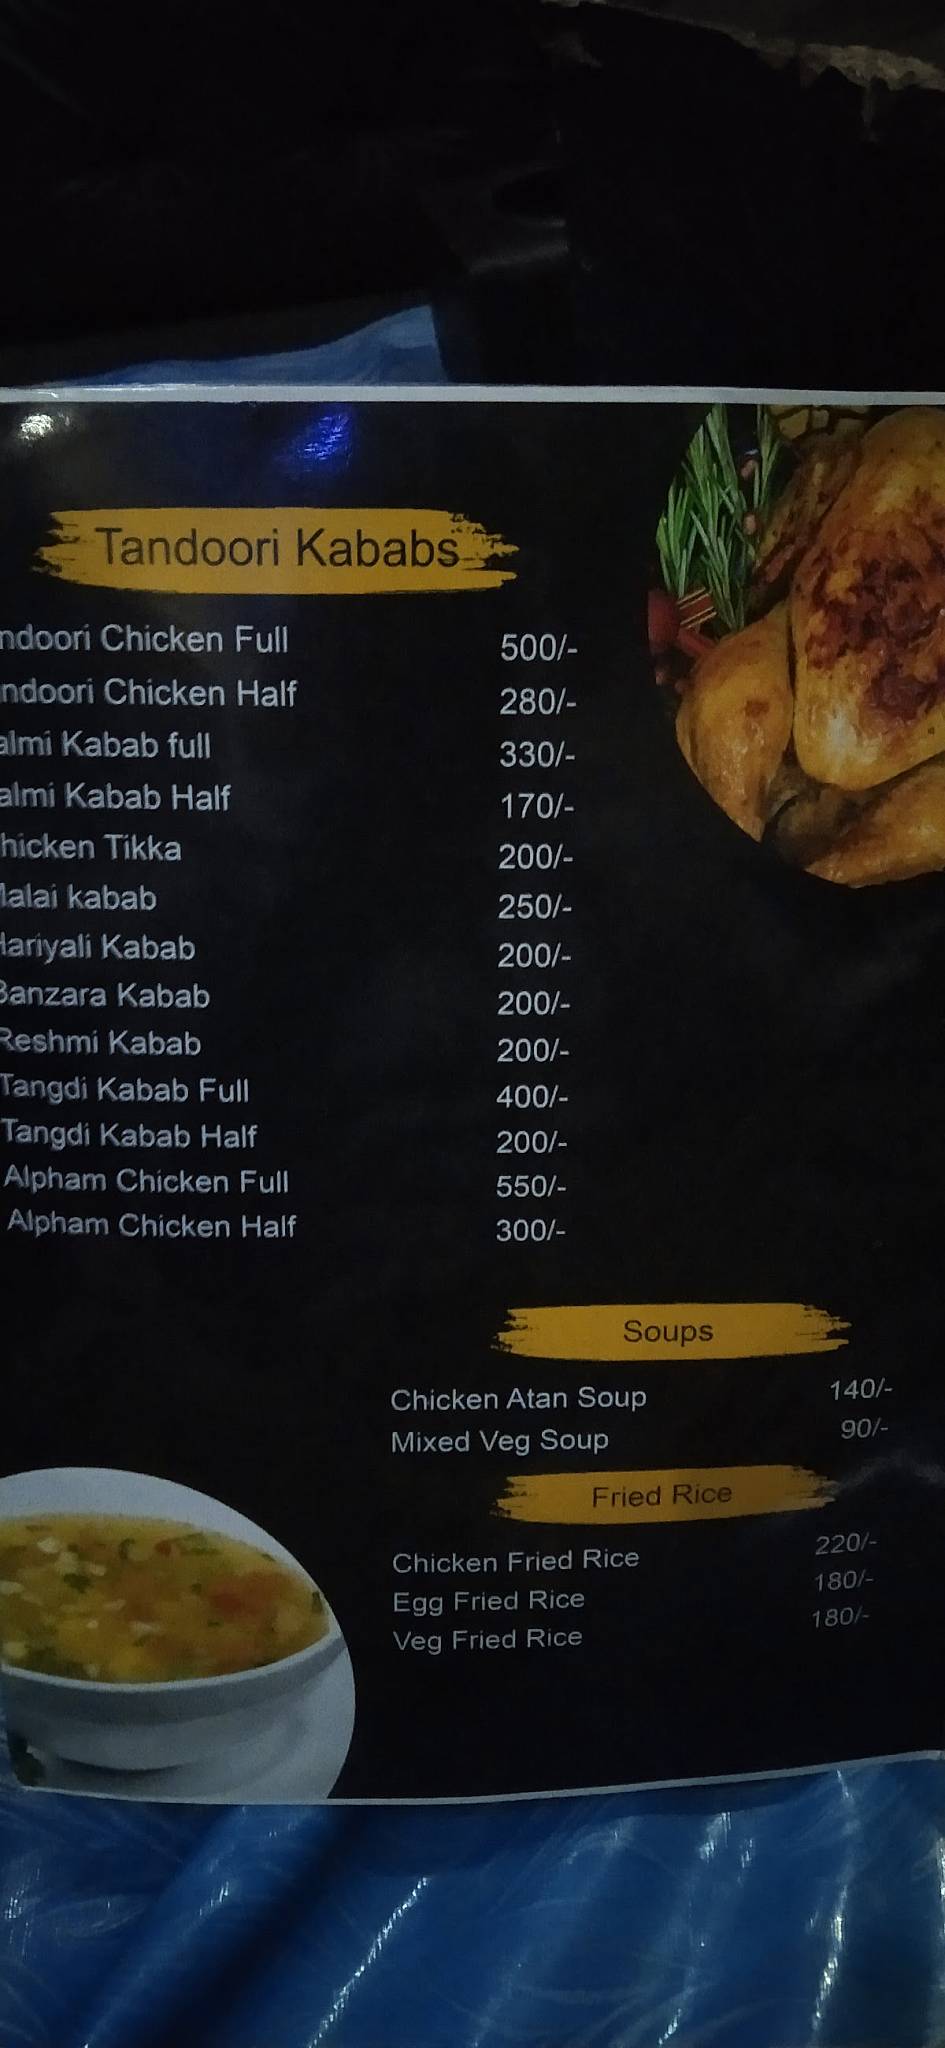 Tandoori Kababs
ndoori Chicken Full 500/-
ndoori Chicken Half 280/-
almi Kabab full 330/-
almi Kabab Half 170/-
hicken Tikka 200/-
alai kabab 250/-
Hariyali Kabab 200/-
Banzara Kabab 200/-
Reshmi Kabab 200/-
Tangdi Kabab Full 400/-
Tangdi Kabab Half 200/-
Alpham Chicken Full 550/-
Alpham Chicken Half 300/-
Soups
Chicken Atan Soup 140/-
Mixed Veg Soup 90/-
Fried Rice
Chicken Fried Rice 220/-
Egg Fried Rice 180/-
Veg Fried Rice 180/-